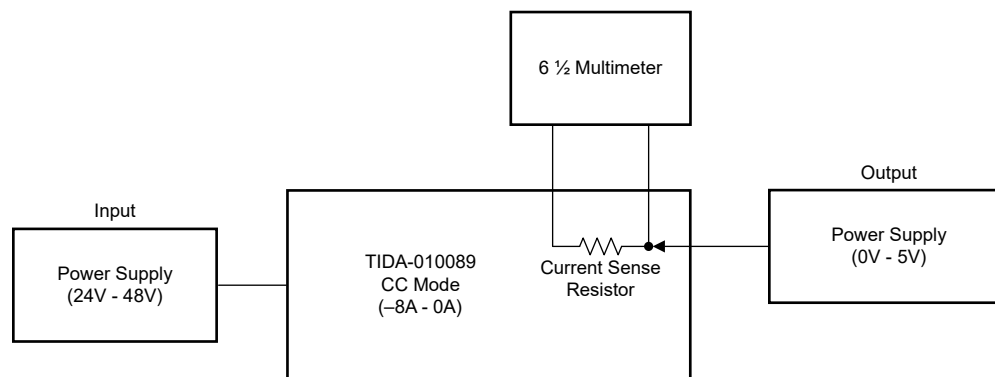 6 ½ Multimeter
Output
Input
Power Supply
(0V - 5V)
TIDA-010089
CC Mode
(–8A - 0A)
Current Sense
Resistor
Power Supply
(24V - 48V)